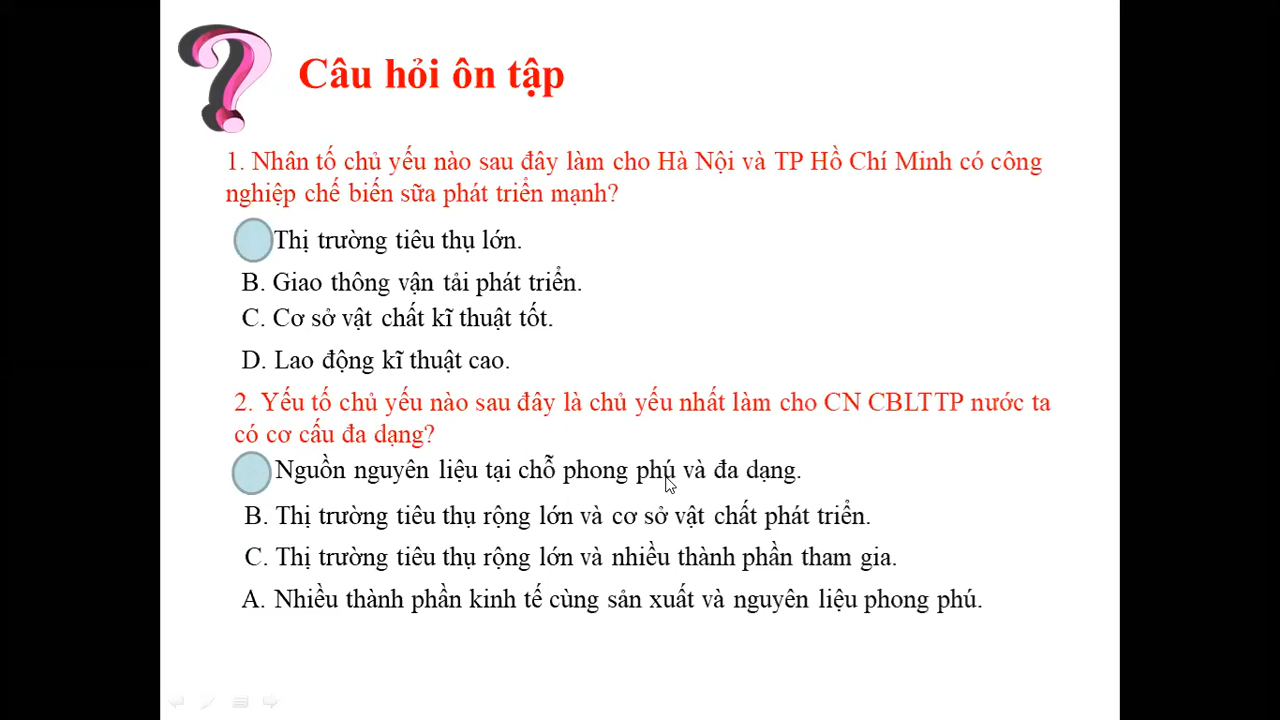 Câu hỏi ôn tập
1. Nhân tố chủ yếu nào sau đây làm cho Hà Nội và TP Hồ Chí Minh có công
nghiệp chế biến sữa phát triển mạnh?
Thị trường tiêu thụ lớn.
B. Giao thông vận tải phát triển.
C. Cơ sở vật chất kĩ thuật tốt.
D. Lao động kĩ thuật cao.
2. Yếu tố chủ yếu nào sau đây là chủ yếu nhất làm cho CN CBLTTP nước ta
có cơ cấu đa dạng?
Nguồn nguyên liệu tại chỗ phong phú và đa dạng.
B. Thị trường tiêu thụ rộng lớn và cơ sở vật chất phát triển.
C. Thị trường tiêu thụ rộng lớn và nhiều thành phần tham gia.
A. Nhiều thành phần kinh tế cùng sản xuất và nguyên liệu phong phú.